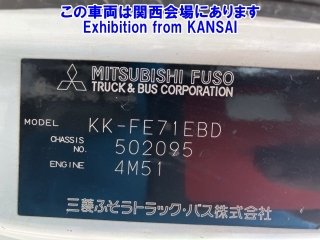 この車両は関西会場にあります
Exhibition from KANSAI
MITSUBISHI FUSO
TRUCK & BUS CORPORATION
MODEL KK-FE71EBD
CHASSIS NO. 502095
ENGINE 4M51
三菱ふそうトラック・バス株式会社